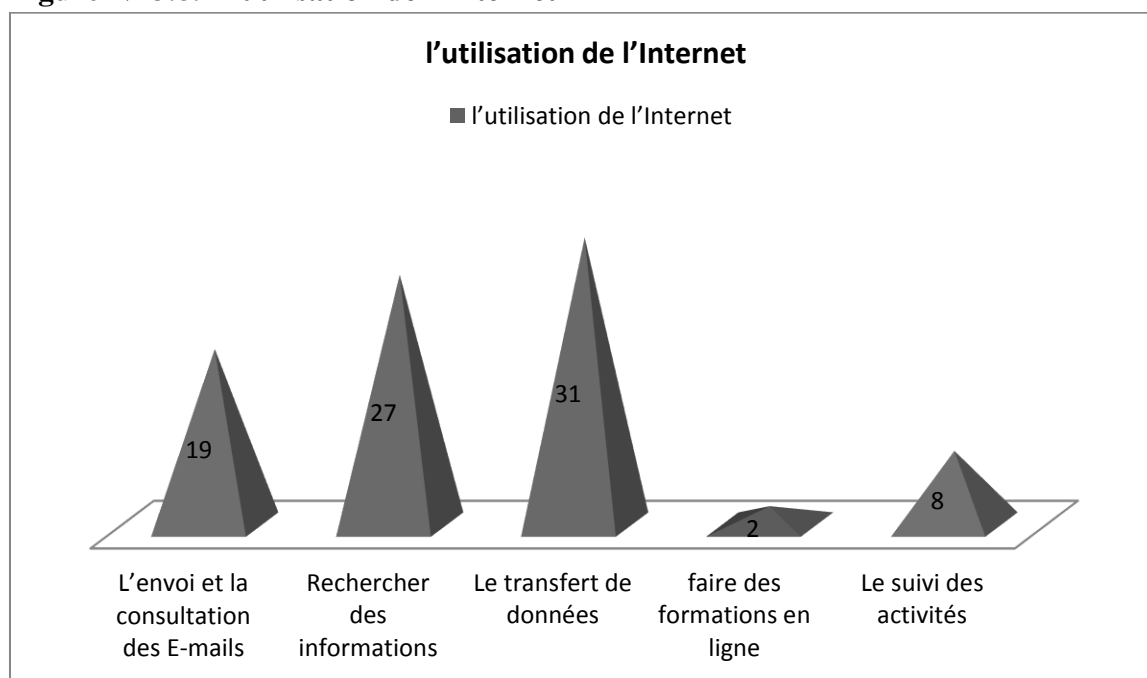 l’utilisation de l’Internet
l’utilisation de l’Internet
31
27
19
8
2
L’envoi et la
consultation
des E-mails
Rechercher
des
informations
Le transfert de
données
faire des
formations en
ligne
Le suivi des
activités